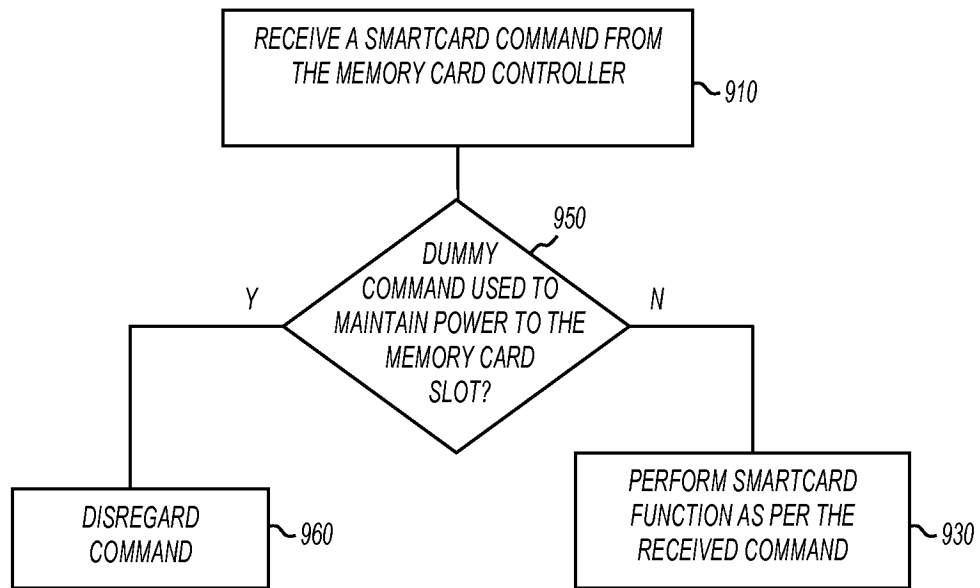 RECEIVE A SMARTCARD COMMAND FROM
THE MEMORY CARD CONTROLLER
910
950
DUMMY
COMMAND USED TO
MAINTAIN POWER TO THE
MEMORY CARD
SLOT?
Y
N
DISREGARD
COMMAND
960
PERFORM SMARTCARD
FUNCTION AS PER THE
RECEIVED COMMAND
930